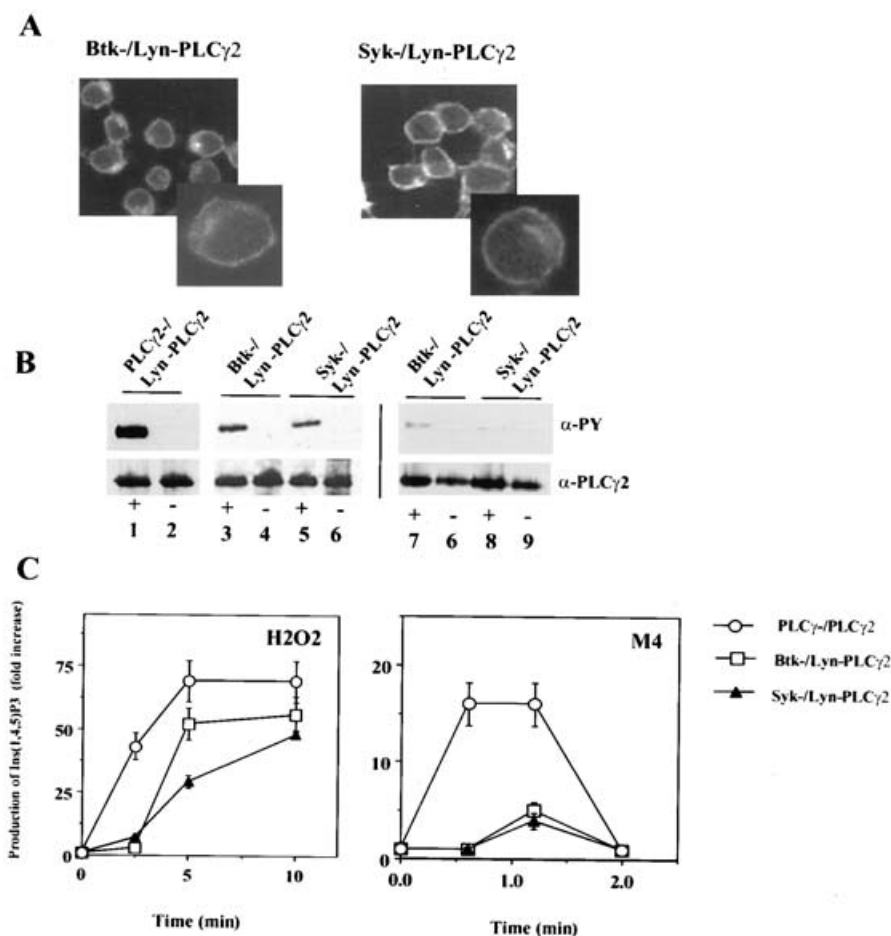 A
Btk-/Lyn-PLCγ2
Syk-/Lyn-PLCγ2
B
PLCγ2-/
Lyn -PLCγ2
Btk-/
Lyn -PLCγ2
Syk-/
Lyn -PLCγ2
Btk-/
Lyn -PLCγ2
Syk-/
Lyn -PLCγ2
α-PY
α-PLCγ2
+ - + - + - + - + -
1 2 3 4 5 6 7 6 8 9
C
Production of Ins(1,4,5)P3 (fold increase)
H2O2
75
50
25
0
0 5 10
Time (min)
M4
20
10
0
0.0 1.0 2.0
Time (min)
PLCγ-/PLCγ2
Btk-/Lyn-PLCγ2
Syk-/Lyn-PLCγ2